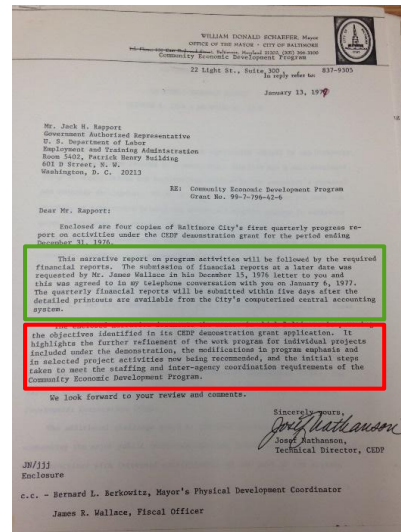 WILLIAM DONALD SCHAEFER, Mayor
OFFICE OF THE MAYOR - CITY OF BALTIMORE
Baltimore, Maryland 21202, (301) 396-3100
Community Economic Development Program
22 Light St., Suite 300, 837-9305
In reply refer to:
January 13, 1977
Mr. Jack H. Rapport
Government Authorized Representative
U. S. Department of Labor
Employment and Training Administration
Room 5402, Patrick Henry Building
601 D Street, N. W.
Washington, D. C. 20213
RE: Community Economic Development Program
Grant No. 99-7-796-42-6
Dear Mr. Rapport:
Enclosed are four copies of Baltimore City's first quarterly progress re-
port on activities under the CEDP demonstration grant for the period ending
December 31, 1976.
This narrative report on program activities will be followed by the required
financial reports. The submission of financial reports at a later date was
requested by Mr. James Wallace in his December 15, 1976 letter to you and
this was agreed to in my telephone conversation with you on January 6, 1977.
The quarterly financial reports will be submitted within five days after the
detailed printouts are available from the City's computerized central accounting
system.
the objectives identified in its CEDP demonstration grant application. It
highlights the further refinement of the work program for individual projects
included under the demonstration, the modifications in program emphasis and
in selected project activities now being recommended, and the initial steps
taken to meet the staffing and inter-agency coordination requirements of the
Community Economic Development Program.
We look forward to your review and comments.
Sincerely yours,
Josef Nathanson
Josef Nathanson,
Technical Director, CEDP
JN/jjj
Enclosure
c.c. - Bernard L. Berkowitz, Mayor's Physical Development Coordinator
James R. Wallace, Fiscal Officer